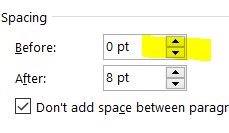 Spacing
Before: 0 pt
After: 8 pt
Don't add space between paragr